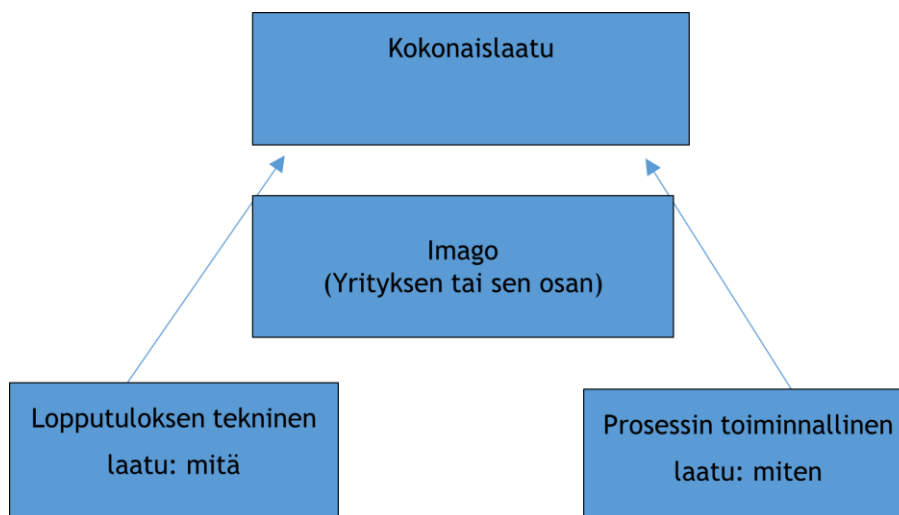 Kokonaislaatu
Imago
(Yrityksen tai sen osan)
Lopputuloksen tekninen
laatu: mitä
Prosessin toiminnallinen
laatu: miten